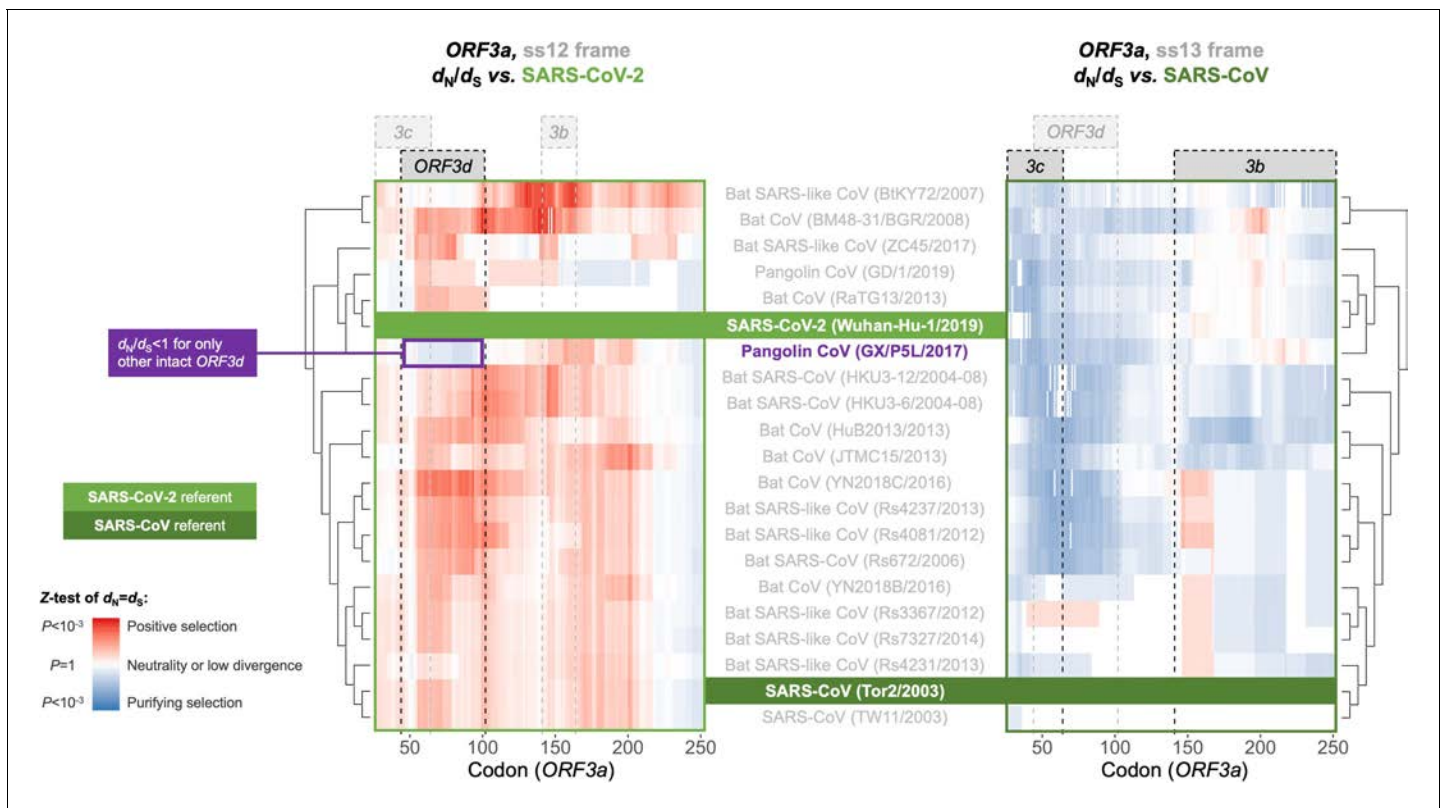 ORF3a, ss12 frame
dN/dS vs. SARS-CoV-2
ORF3a, ss13 frame
dN/dS vs. SARS-CoV
3c
3b
ORF3d
ORF3d
3c
3b
Bat SARS-like CoV (BtKY72/2007)
Bat CoV (BM48-31/BGR/2008)
Bat SARS-like CoV (ZC45/2017)
Pangolin CoV (GD/1/2019)
Bat CoV (RaTG13/2013)
SARS-CoV-2 (Wuhan-Hu-1/2019)
Pangolin CoV (GX/P5L/2017)
Bat SARS-CoV (HKU3-12/2004-08)
Bat SARS-CoV (HKU3-6/2004-08)
Bat CoV (HuB2013/2013)
Bat CoV (JTMC15/2013)
Bat CoV (YN2018C/2016)
Bat SARS-like CoV (Rs4237/2013)
Bat SARS-like CoV (Rs4081/2012)
Bat SARS-CoV (Rs672/2006)
Bat CoV (YN2018B/2016)
Bat SARS-like CoV (Rs3367/2012)
Bat SARS-like CoV (Rs7327/2014)
Bat SARS-like CoV (Rs4231/2013)
SARS-CoV (Tor2/2003)
SARS-CoV (TW11/2003)
dN/dS<1 for only
other intact ORF3d
SARS-CoV-2 referent
SARS-CoV referent
Z-test of dN=dS:
P<10-3 Positive selection
P=1 Neutrality or low divergence
P<10-3 Purifying selection
50 100 150 200 250
Codon (ORF3a)
50 100 150 200 250
Codon (ORF3a)